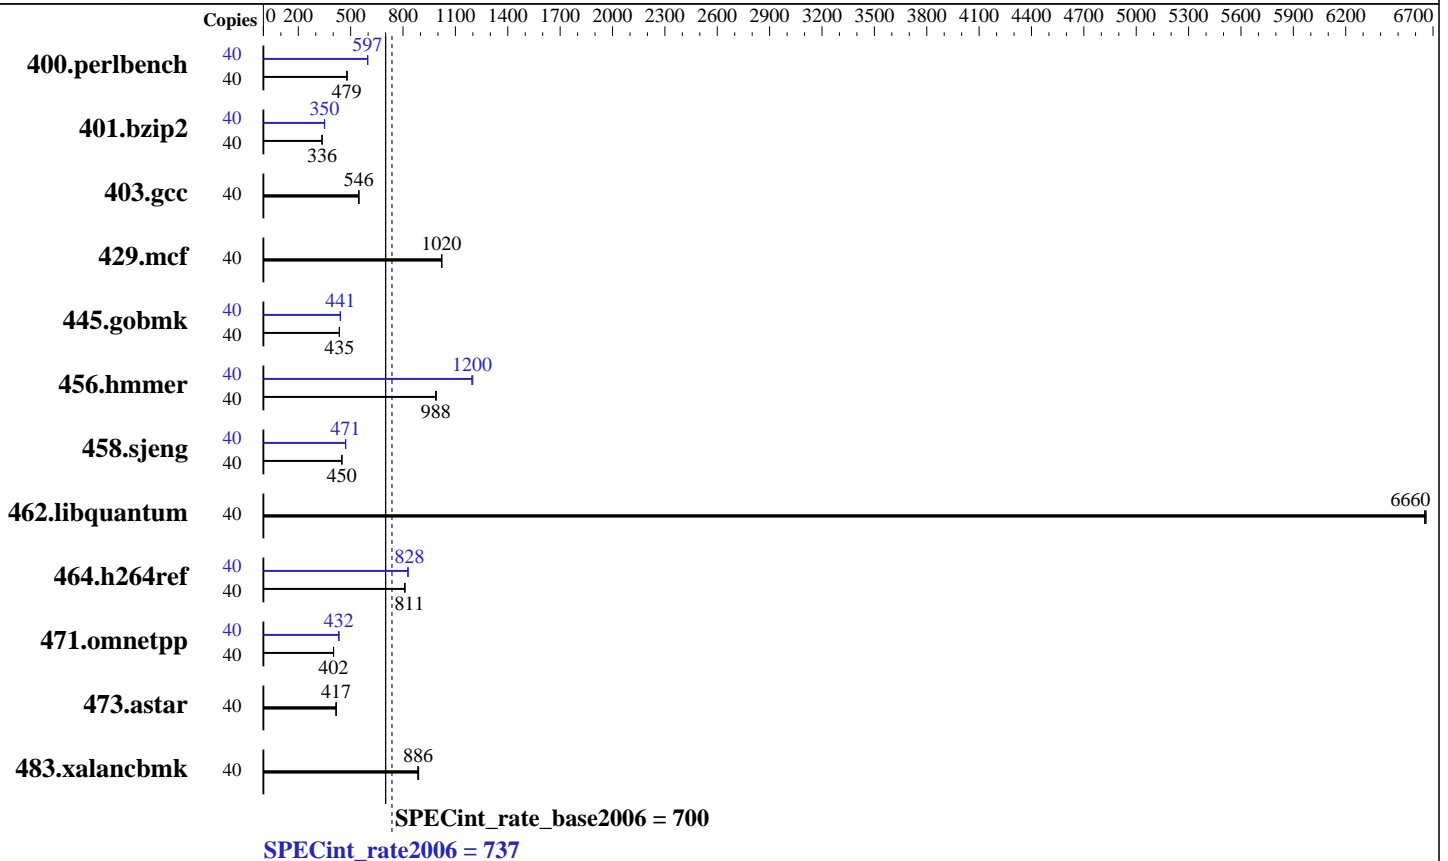 Copies 0 200 500 800 1100 1400 1700 2000 2300 2600 2900 3200 3500 3800 4100 4400 4700 5000 5300 5600 5900 6200 6700
400.perlbench 40 597
40 479
401.bzip2 40 350
40 336
403.gcc 40 546
429.mcf 40 1020
445.gobmk 40 441
40 435
456.hmmer 40 1200
40 988
458.sjeng 40 471
40 450
462.libquantum 40 6660
464.h264ref 40 828
40 811
471.omnetpp 40 432
40 402
473.astar 40 417
483.xalancbmk 40 886
SPECint_rate_base2006 = 700
SPECint_rate2006 = 737